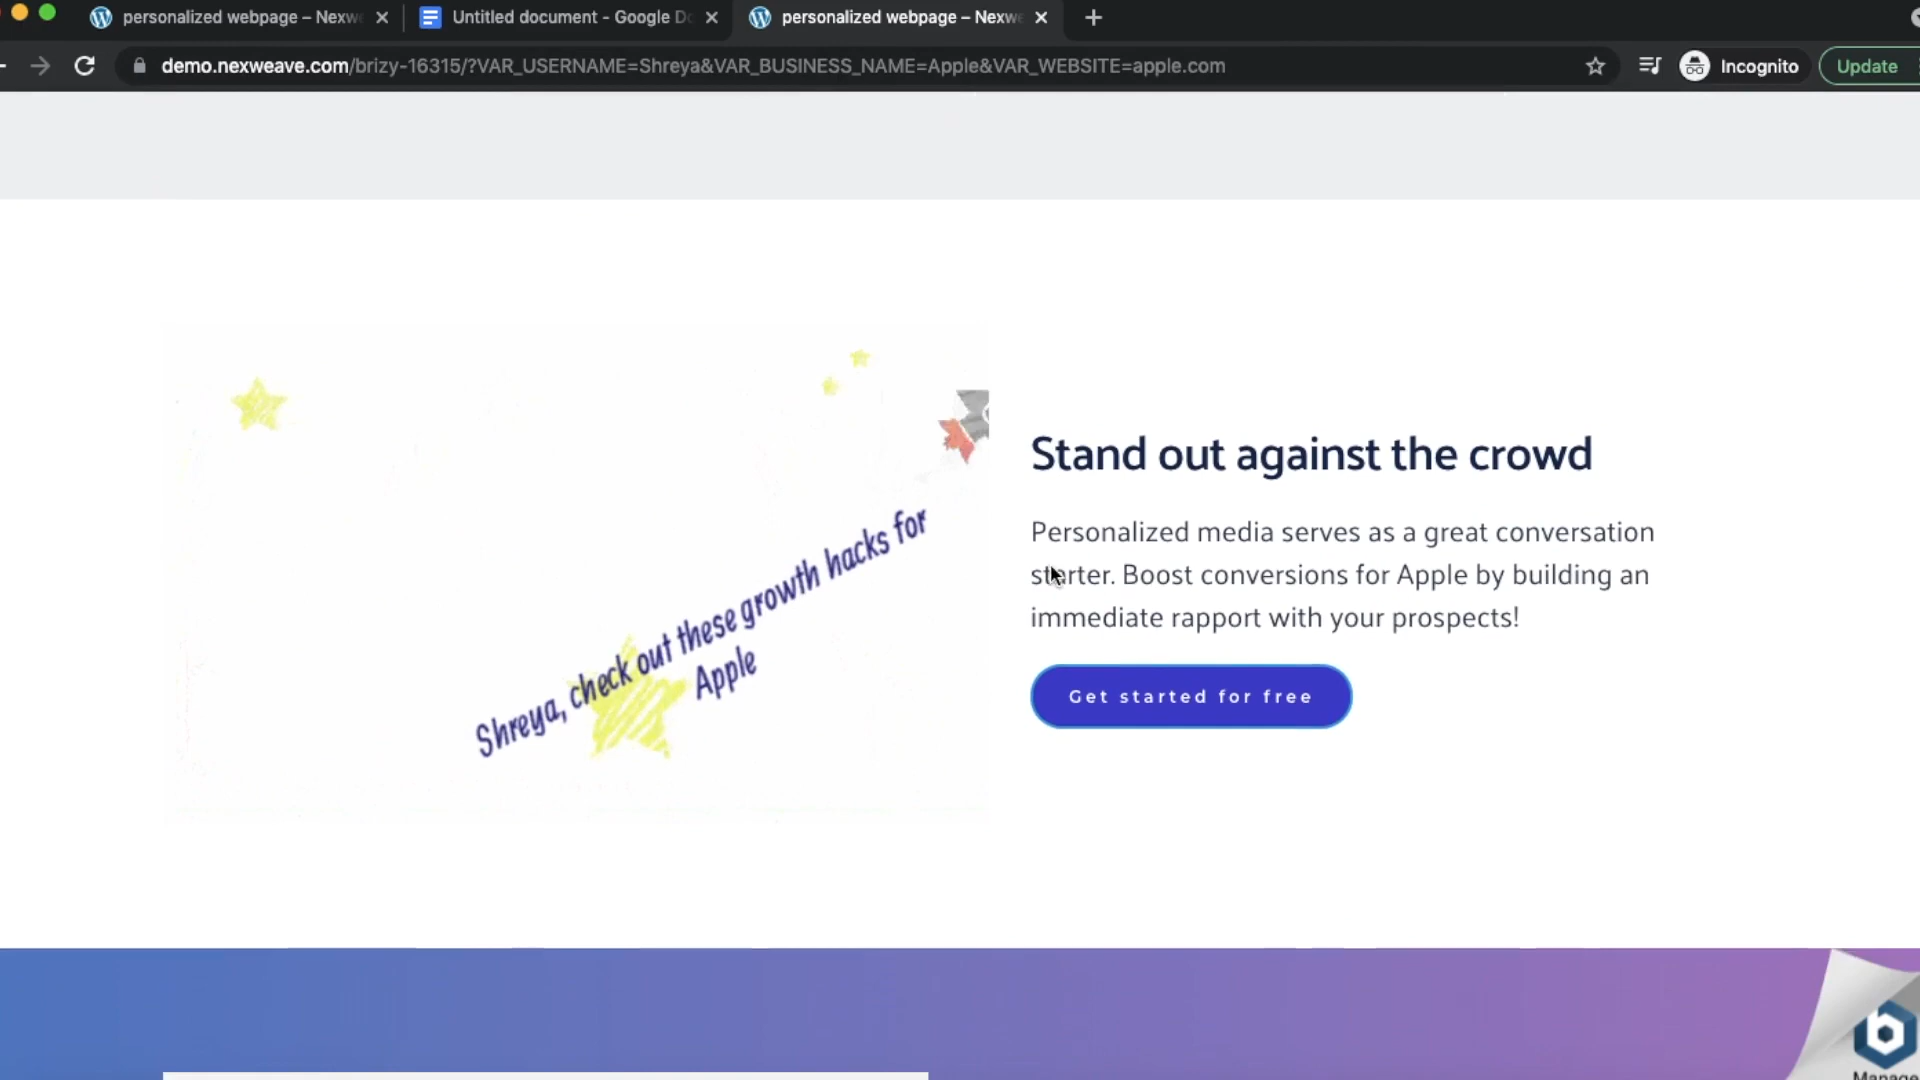 personalized webpage – Nexw
Untitled document - Google D
personalized webpage – Nexw
demo.nexweave.com/brizy-16315/?VAR_USERNAME=Shreya&VAR_BUSINESS_NAME=Apple&VAR_WEBSITE=apple.com
Incognito
Update
Shreya, check out these growth hacks for
Apple
Stand out against the crowd
Personalized media serves as a great conversation
starter. Boost conversions for Apple by building an
immediate rapport with your prospects!
Get started for free
Manage